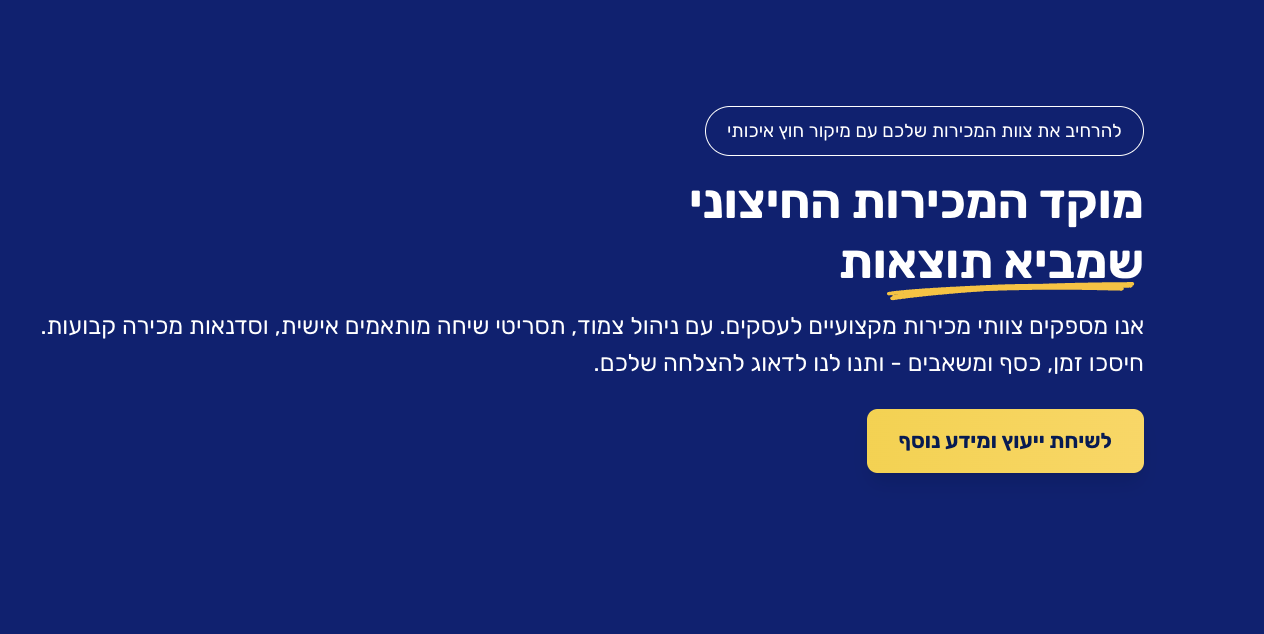 להרחיב את צוות המכירות שלכם עם מיקור חוץ איכותי
מוקד המכירות החיצוני
שמביא תוצאות
אנו מספקים צוותי מכירות מקצועיים לעסקים. עם ניהול צמוד, תסריטי שיחה מותאמים אישית, וסדנאות מכירה קבועות.
חיסכו זמן, כסף ומשאבים - ותנו לנו לדאוג להצלחה שלכם.
לשיחת ייעוץ ומידע נוסף